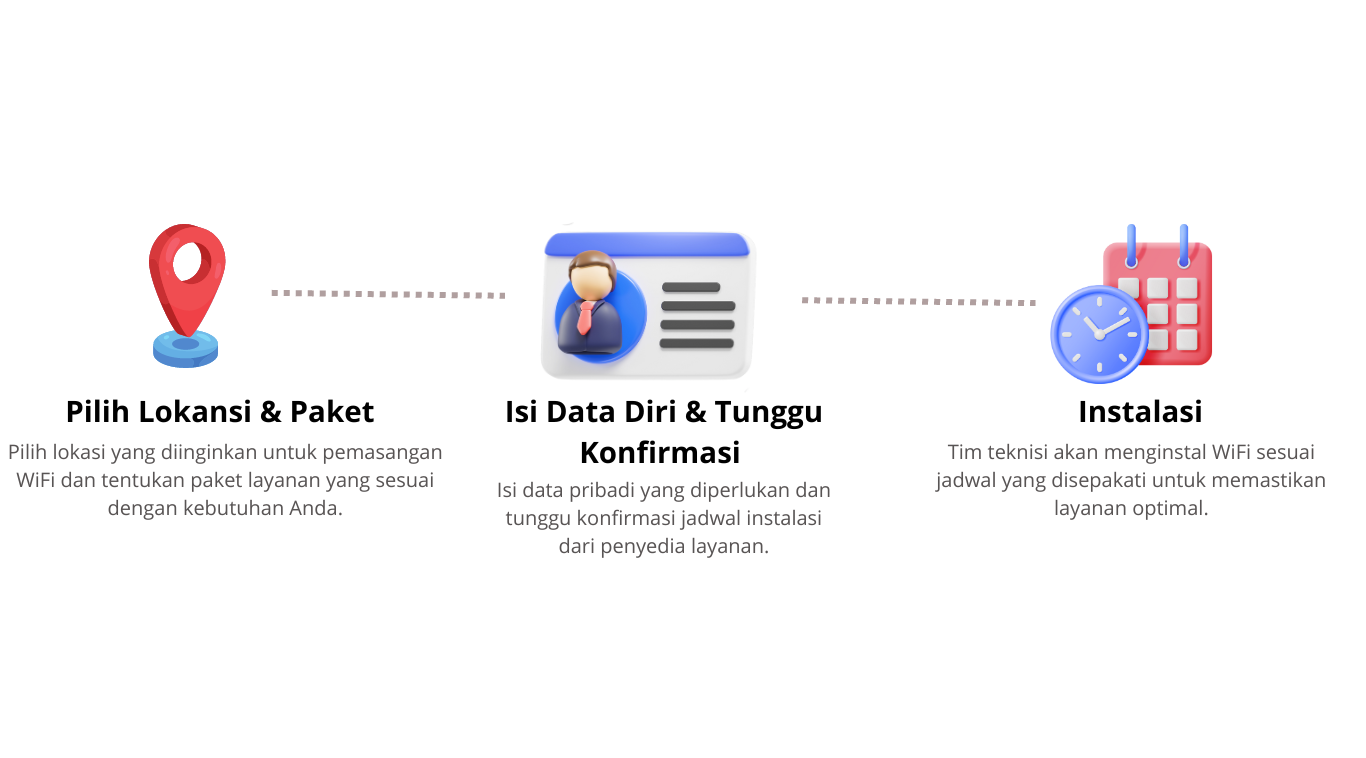 Pilih Lokansi & Paket
Pilih lokasi yang diinginkan untuk pemasangan
WiFi dan tentukan paket layanan yang sesuai
dengan kebutuhan Anda.
Isi Data Diri & Tunggu
Konfirmasi
Isi data pribadi yang diperlukan dan
tunggu konfirmasi jadwal instalasi
dari penyedia layanan.
Instalasi
Tim teknisi akan menginstal WiFi sesuai
jadwal yang disepakati untuk memastikan
layanan optimal.